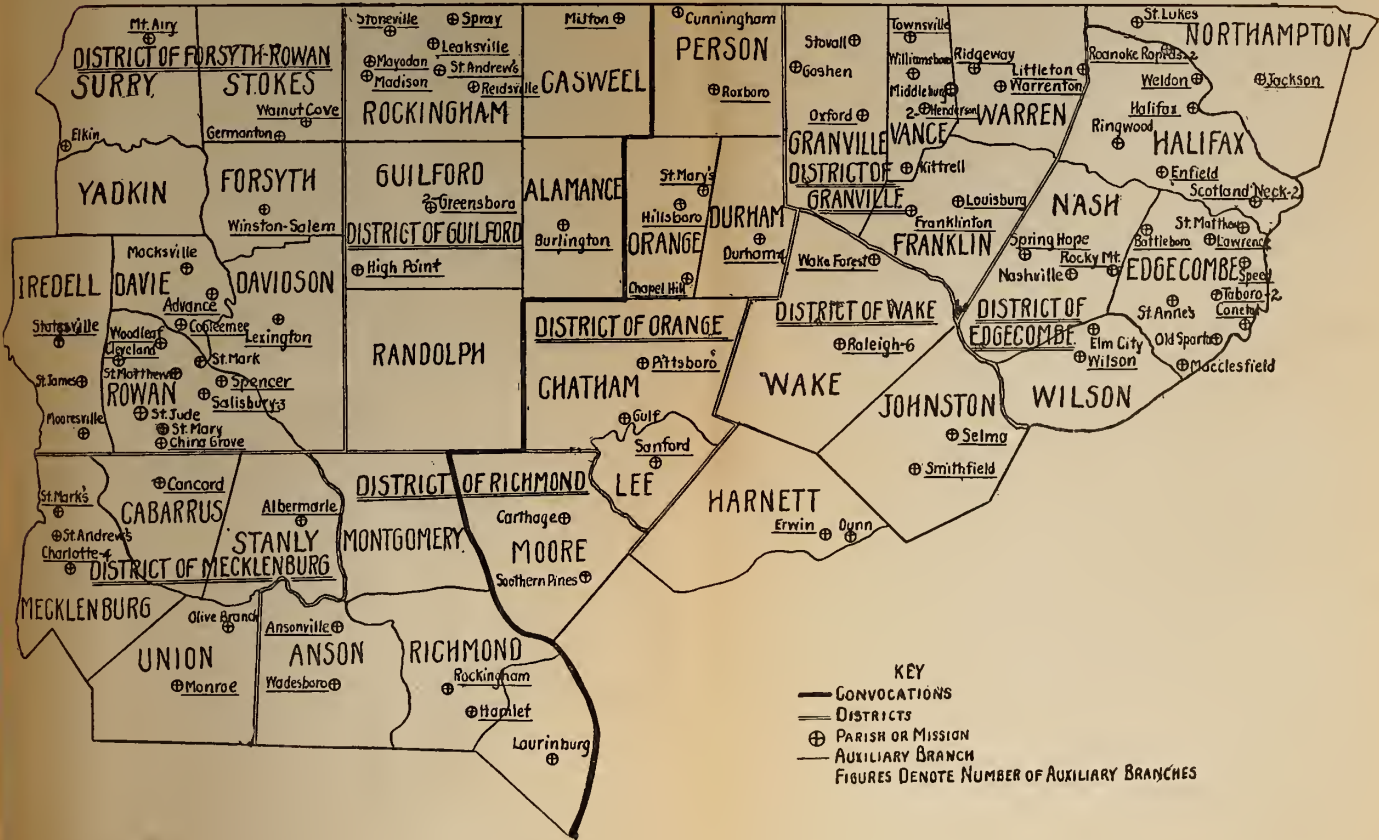 Mt. Airy
DISTRICT OF FORSYTH-ROWAN
SURRY
STOKES
Walnut Cove
Germanton
Elkin
Stoneville
Spray
Leaksville
Mayodan
St. Andrew's
Madison
Reidsville
ROCKINGHAM
Milton
CASWELL
Cunningham
PERSON
Roxboro
Stovall
Goshen
Oxford
GRANVILLE
DISTRICT OF
GRANVILLE
Townsville
Williamsboro
Middleburg
2-Henderson
VANCE
Kittrell
Ridgeway
Littleton
Warrenton
WARREN
St. Lukes
NORTHAMPTON
Roanoke Rapids-2
Weldon
Jackson
Halifax
Ringwood
HALIFAX
Enfield
Scotland Neck-2
YADKIN
FORSYTH
Winston-Salem
GUILFORD
2-Greensboro
DISTRICT OF GUILFORD
High Point
ALAMANCE
Burlington
St. Mary's
Hillsboro
ORANGE
Chapel Hill
DURHAM
Durham-4
Louisburg
Franklinton
FRANKLIN
NASH
Spring Hope
Rocky Mt.
Nashville
Battleboro
St. Matthew
Lawrence
EDGECOMBE
Speed
Tarboro-2
St. Anne's
Conetoe
Old Sparta
Macclesfield
IREDELL
Statesville
St. James
Mooresville
Mocksville
DAVIE
Advance
Cooleemee
DAVIDSON
Lexington
Woodleaf
Cleveland
St. Mark
St. Matthew
Spencer
ROWAN
Salisbury-3
St. Jude
St. Mary
China Grove
RANDOLPH
DISTRICT OF ORANGE
Pittsboro
CHATHAM
Gulf
Sanford
LEE
Wake Forest
DISTRICT OF WAKE
Raleigh-6
WAKE
DISTRICT OF
EDGECOMBE
Elm City
Wilson
WILSON
JOHNSTON
Selma
Smithfield
St. Mark's
St. Andrew's
Charlotte-4
MECKLENBURG
Concord
CABARRUS
Albermarle
STANLY
DISTRICT OF MECKLENBURG
MONTGOMERY
DISTRICT OF RICHMOND
Carthage
MOORE
Southern Pines
HARNETT
Erwin
Dunn
Olive Branch
UNION
Monroe
Ansonville
ANSON
Wadesboro
RICHMOND
Rockingham
Hamlet
Laurinburg
KEY
CONVOCATIONS
DISTRICTS
PARISH OR MISSION
AUXILIARY BRANCH
FIGURES DENOTE NUMBER OF AUXILIARY BRANCHES